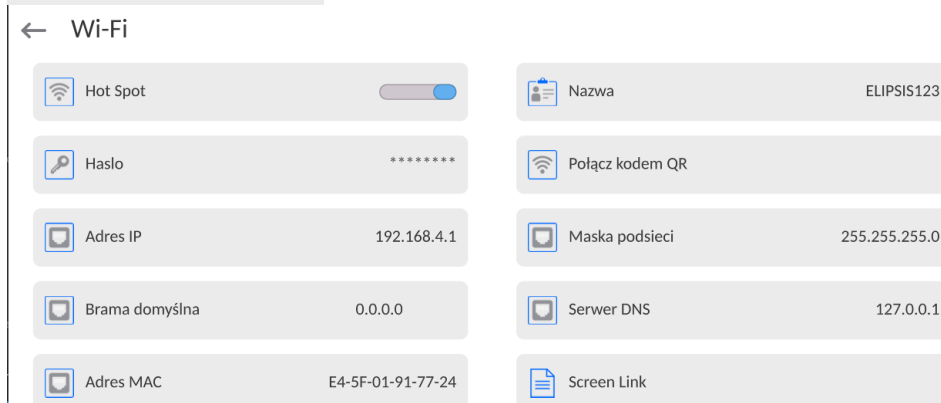 Wi-Fi
Hot Spot
Nazwa ELIPSIS123
Haslo ********
Połącz kodem QR
Adres IP 192.168.4.1
Maska podsieci 255.255.255.0
Brama domyślna 0.0.0.0
Serwer DNS 127.0.0.1
Adres MAC E4-5F-01-91-77-24
Screen Link